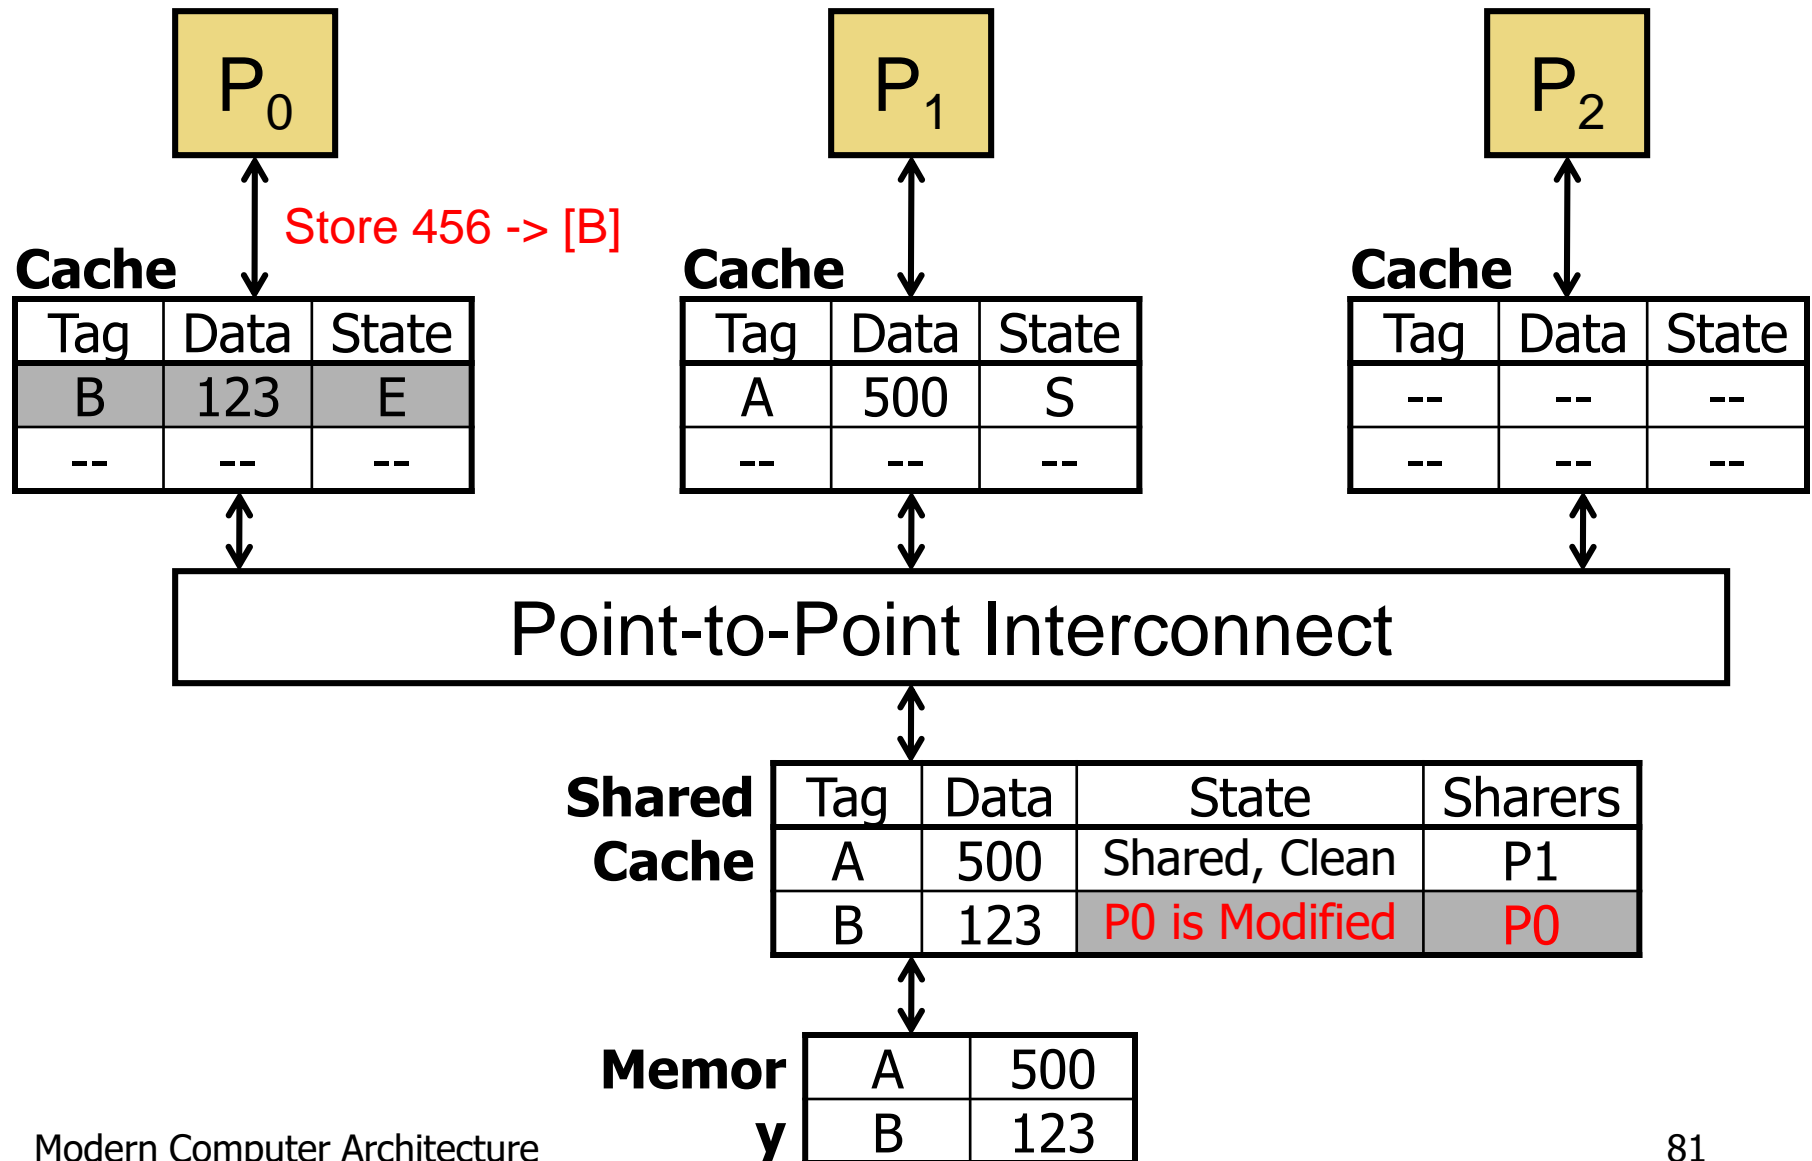 P0 P1 P2
Store 456 -> [B]
Cache Cache Cache
Tag Data State Tag Data State Tag Data State
B 123 E A 500 S -- -- --
-- -- -- -- -- -- -- -- --
Point-to-Point Interconnect
Shared Tag Data State Sharers
Cache A 500 Shared, Clean P1
B 123 P0 is Modified P0
Memor A 500
y B 123
Modern Computer Architecture 81